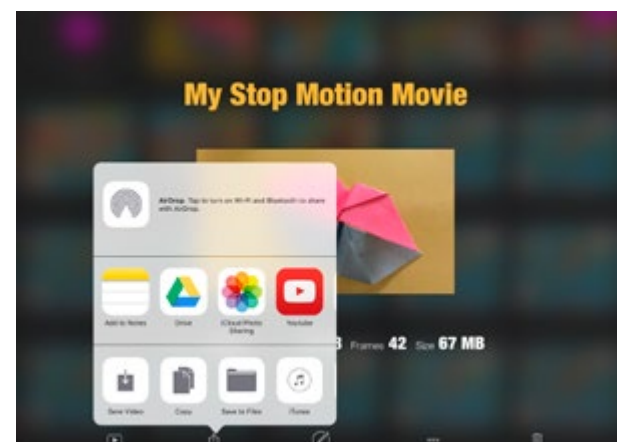 My Stop Motion Movie
AirDrop. Tap to turn on Wi-Fi and Bluetooth to share
with AirDrop.
Add to Notes Drive iCloud Photo Youtube
Sharing
Frames 42 Size 67 MB
Save Video Copy Save to Files iTunes